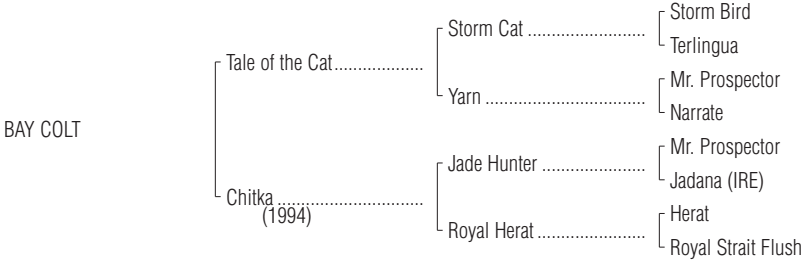 Storm Bird
Storm Cat ........................
Terlingua
Tale of the Cat...................
Mr. Prospector
Yarn .................................
Narrate
BAY COLT
Mr. Prospector
Jade Hunter .....................
Jadana (IRE)
Chitka ..............................
(1994)
Herat
Royal Herat ......................
Royal Strait Flush